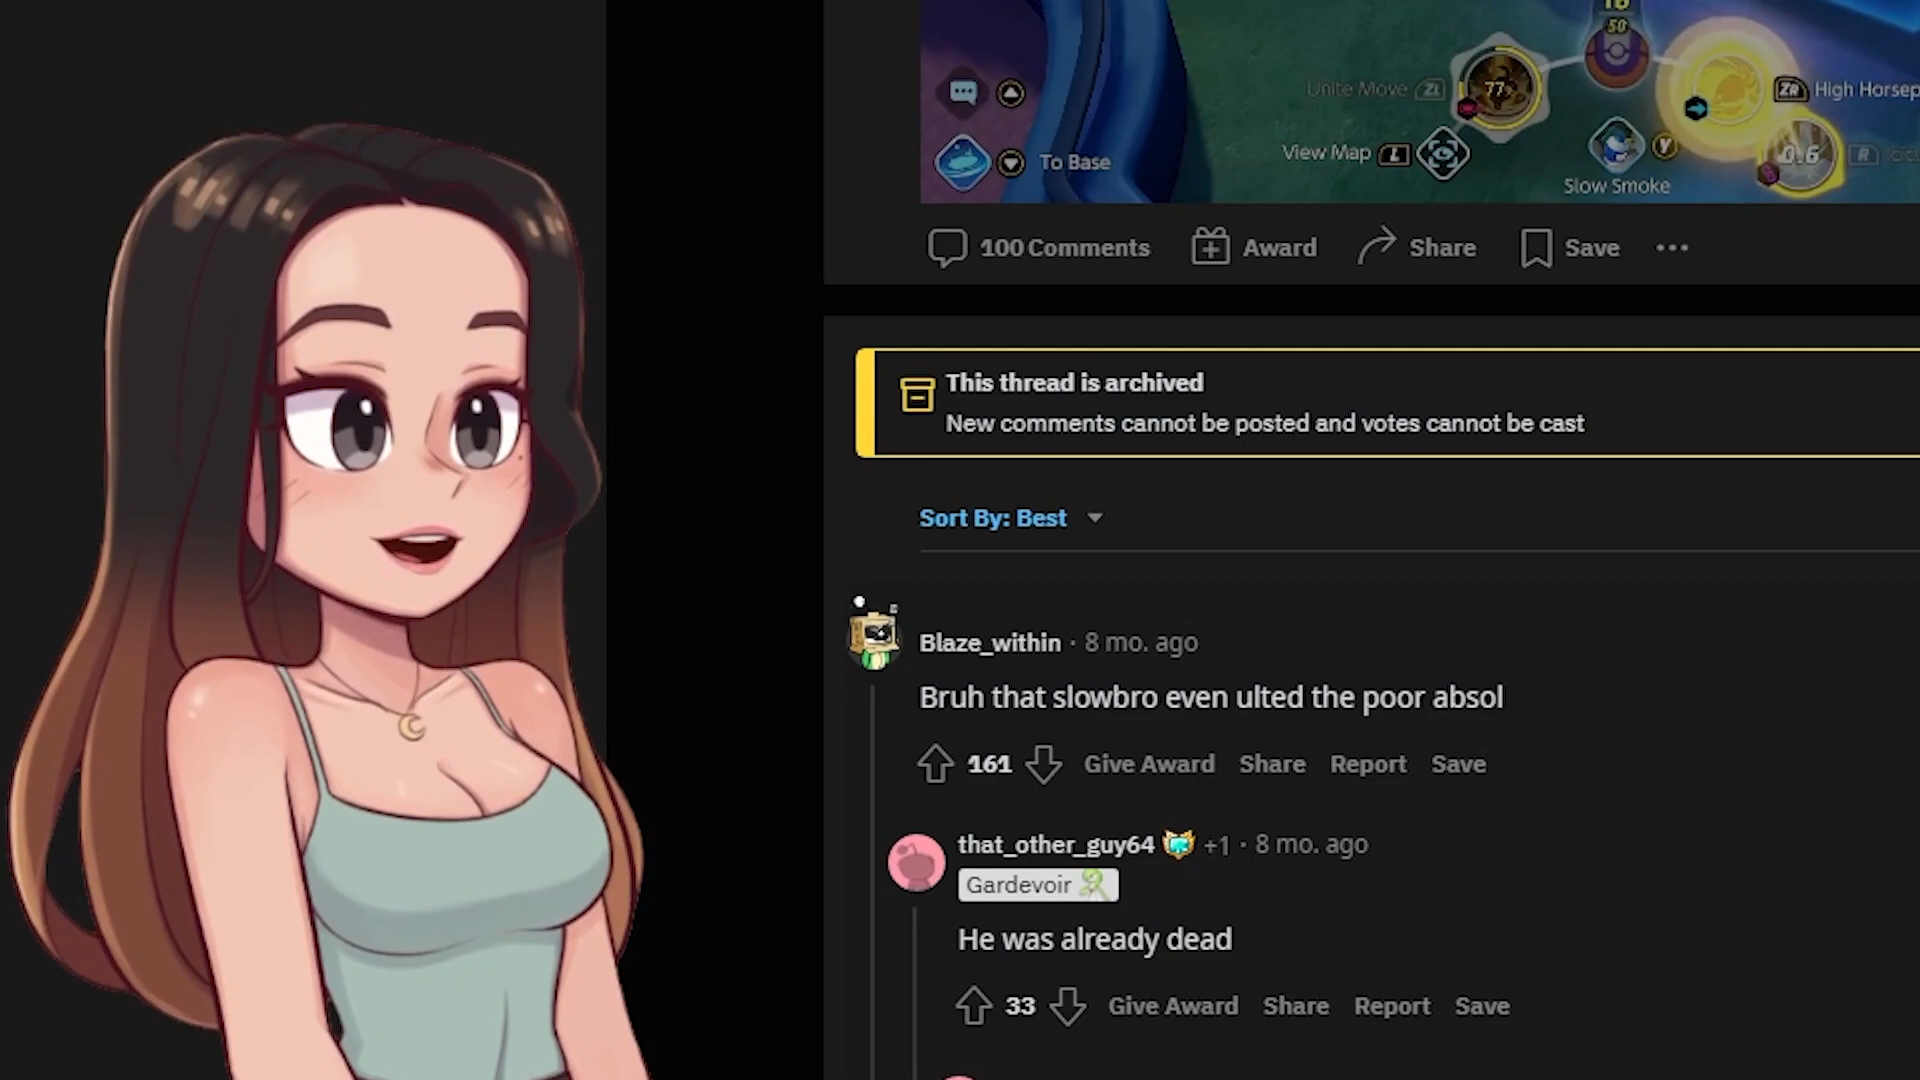 10
50
77
Unite Move ZL
ZR High Horsep
View Map L
Y
0.6
R
To Base
Slow Smoke
100 Comments Award Share Save
This thread is archived
New comments cannot be posted and votes cannot be cast
Sort By: Best
Blaze_within · 8 mo. ago
Bruh that slowbro even ulted the poor absol
161 Give Award Share Report Save
that_other_guy64 +1 · 8 mo. ago
Gardevoir
He was already dead
33 Give Award Share Report Save